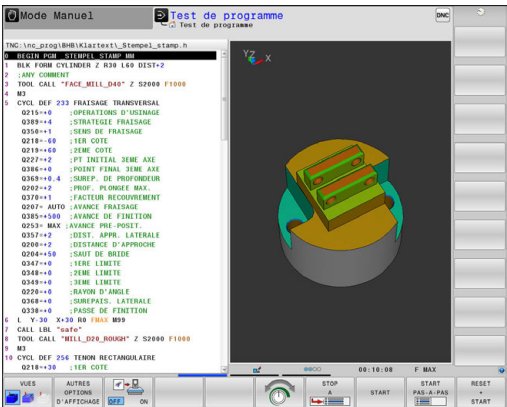 Mode Manuel
Test de programme
Test de programme
DNC
TNC:\nc_prog\BHB\Klartext\_Stempel_stamp.h
0 BEGIN PGM _STEMPEL_STAMP MM
1 BLK FORM CYLINDER Z R30 L60 DIST+2
2 ;ANY COMMENT
3 TOOL CALL "FACE_MILL_D40" Z S2000 F1000
4 M3
5 CYCL DEF 233 FRAISAGE TRANSVERSAL
Q215=+0 ;OPERATIONS D'USINAGE
Q389=+4 ;STRATEGIE FRAISAGE
Q350=+1 ;SENS DE FRAISAGE
Q218=-60 ;1ER COTE
Q219=+60 ;2EME COTE
Q227=+2 ;PT INITIAL 3EME AXE
Q386=+0 ;POINT FINAL 3EME AXE
Q369=+0.4 ;SUREP. DE PROFONDEUR
Q202=+2 ;PROF. PLONGEE MAX.
Q370=+1 ;FACTEUR RECOUVREMENT
Q207= AUTO ;AVANCE FRAISAGE
Q385=+500 ;AVANCE DE FINITION
Q253= MAX ;AVANCE PRE-POSIT.
Q357=+2 ;DIST. APPR. LATERALE
Q200=+2 ;DISTANCE D'APPROCHE
Q204=+50 ;SAUT DE BRIDE
Q347=+0 ;1ERE LIMITE
Q348=+0 ;2EME LIMITE
Q349=+0 ;3EME LIMITE
Q220=+0 ;RAYON D'ANGLE
Q368=+0 ;SUREPAIS. LATERALE
Q338=+0 ;PASSE DE FINITION
6 L Y-30 X+30 R0 FMAX M99
7 CALL LBL "safe"
8 TOOL CALL "MILL_D20_ROUGH" Z S2000 F1000
9 M3
10 CYCL DEF 256 TENON RECTANGULAIRE
Q218=+30 ;1ER COTE
Y Z X
00:10:08 F MAX
VUES
AUTRES OPTIONS D'AFFICHAGE
OFF ON
STOP A
START
START PAS-A-PAS
RESET + START